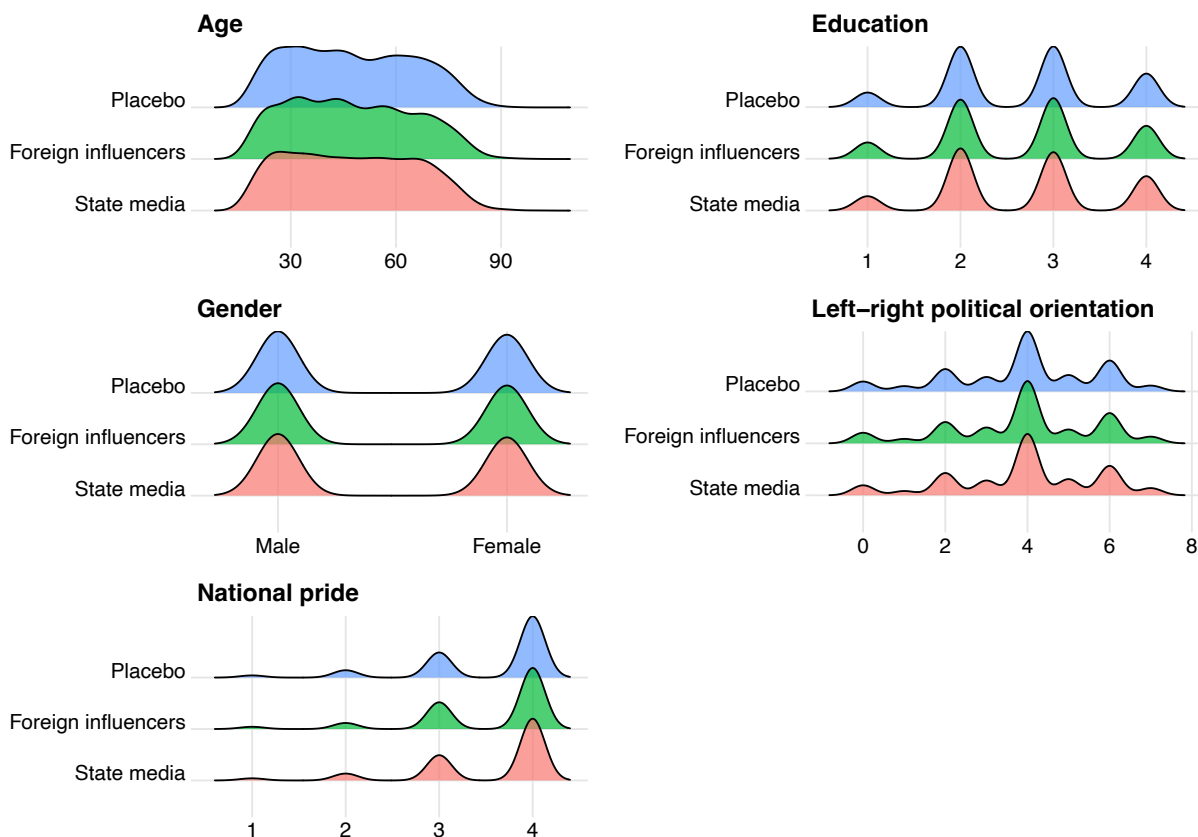 Age
Placebo
Foreign influencers
State media
30 60 90
Education
Placebo
Foreign influencers
State media
1 2 3 4
Gender
Placebo
Foreign influencers
State media
Male Female
Left–right political orientation
Placebo
Foreign influencers
State media
0 2 4 6 8
National pride
Placebo
Foreign influencers
State media
1 2 3 4